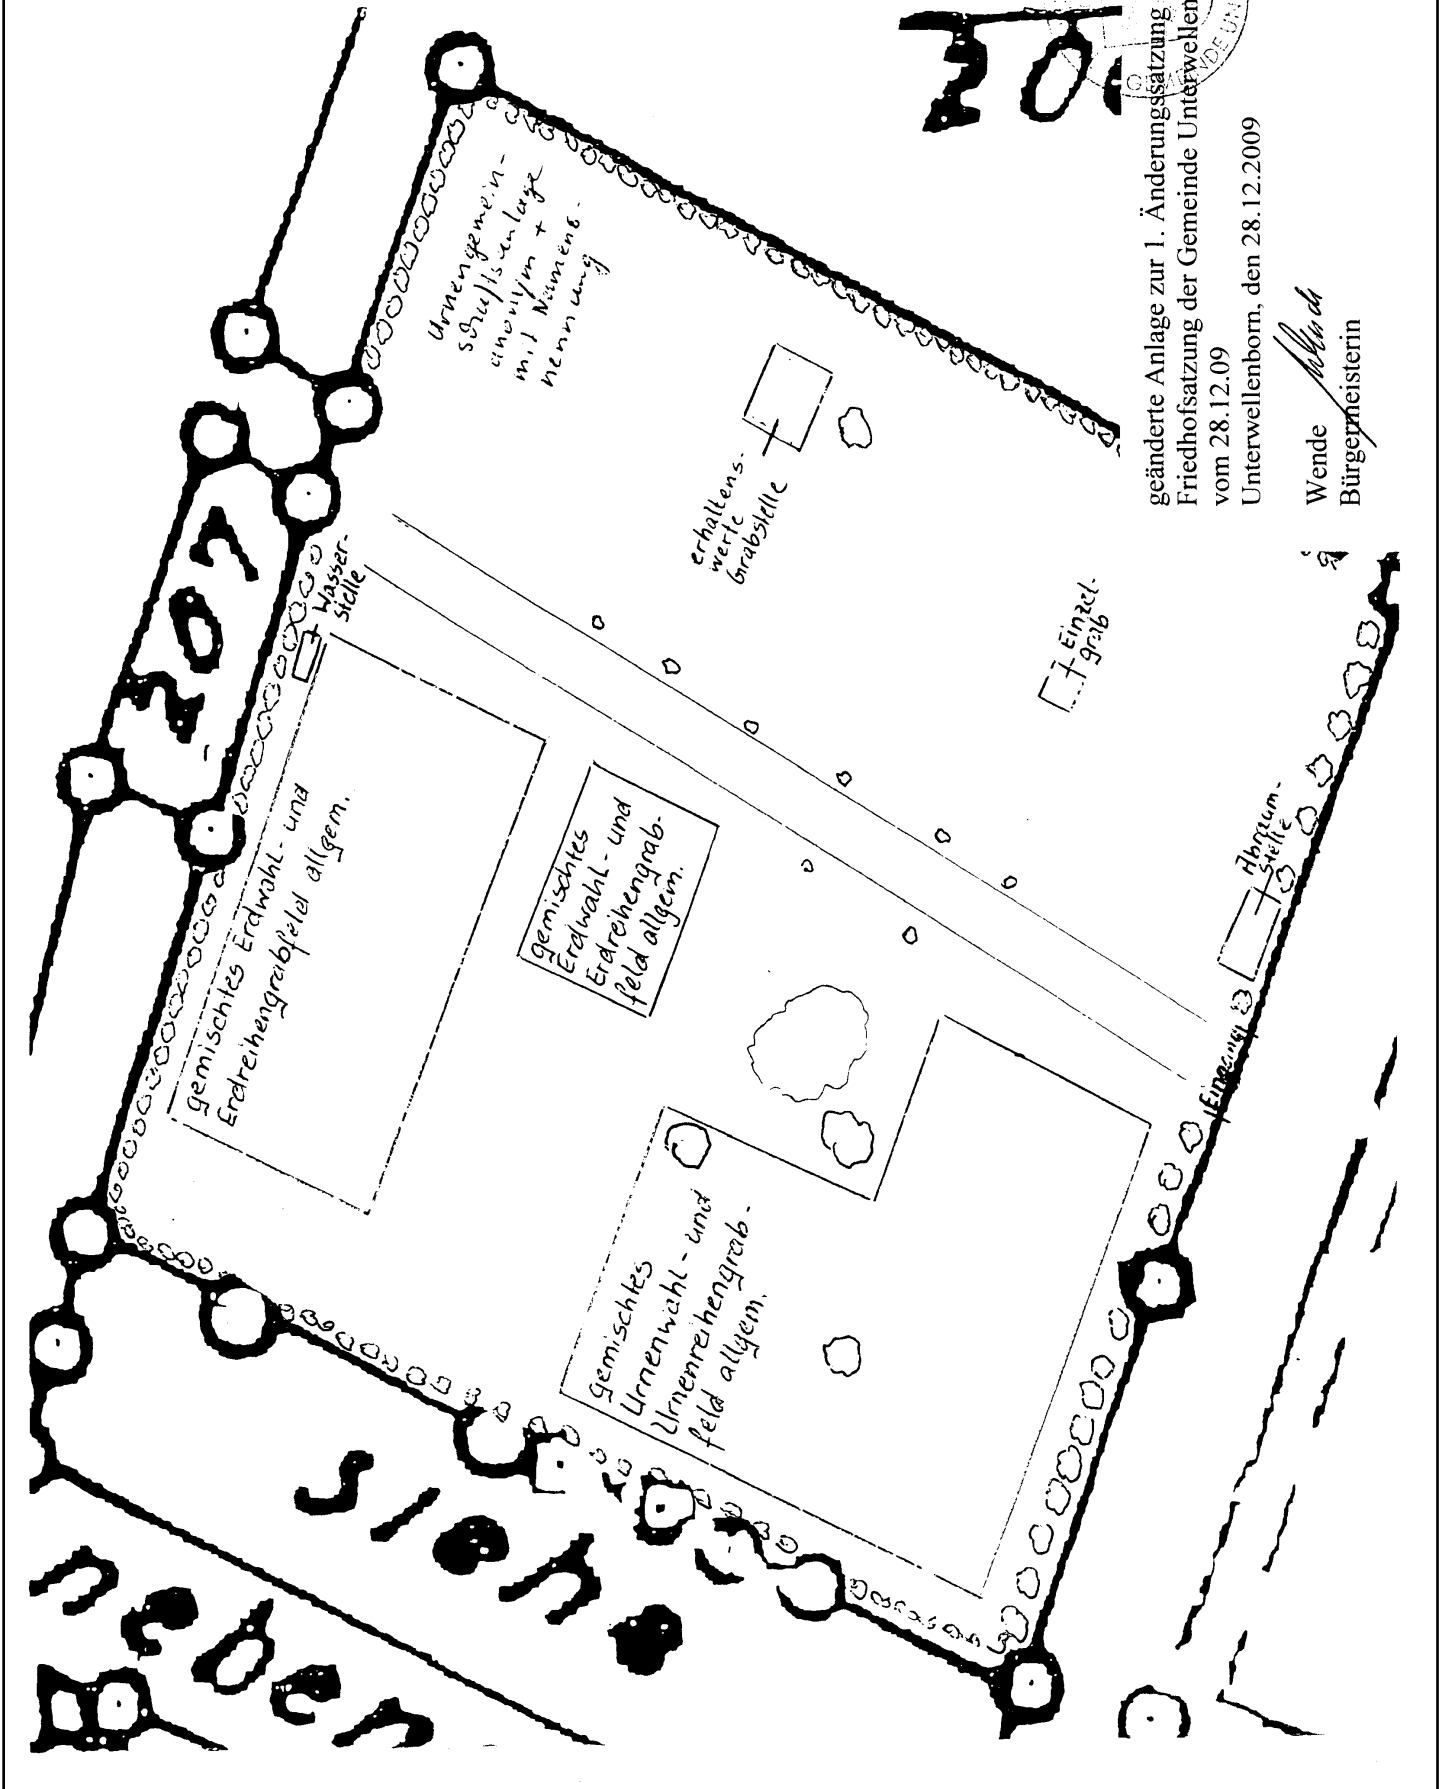 Urnengemein-
schaftsanlage
anonym +
mit Namens-
nennung
307
Wasser-
stelle
erhaltens-
werte
Grabstelle
Einzel-
grab
gemischtes Erdwahl- und
Erdreihengrabfeld allgem.
gemischtes
Erdwahl- und
Erdreihengrab-
feld allgem.
Abraum-
stelle
Eingang
gemischtes
Urnenwahl- und
Urnenreihengrab-
feld allgem.
geänderte Anlage zur 1. Änderungssatzung
Friedhofsatzung der Gemeinde Unterwellen
vom 28.12.09
Unterwellenborn, den 28.12.2009
Wende
Bürgermeisterin